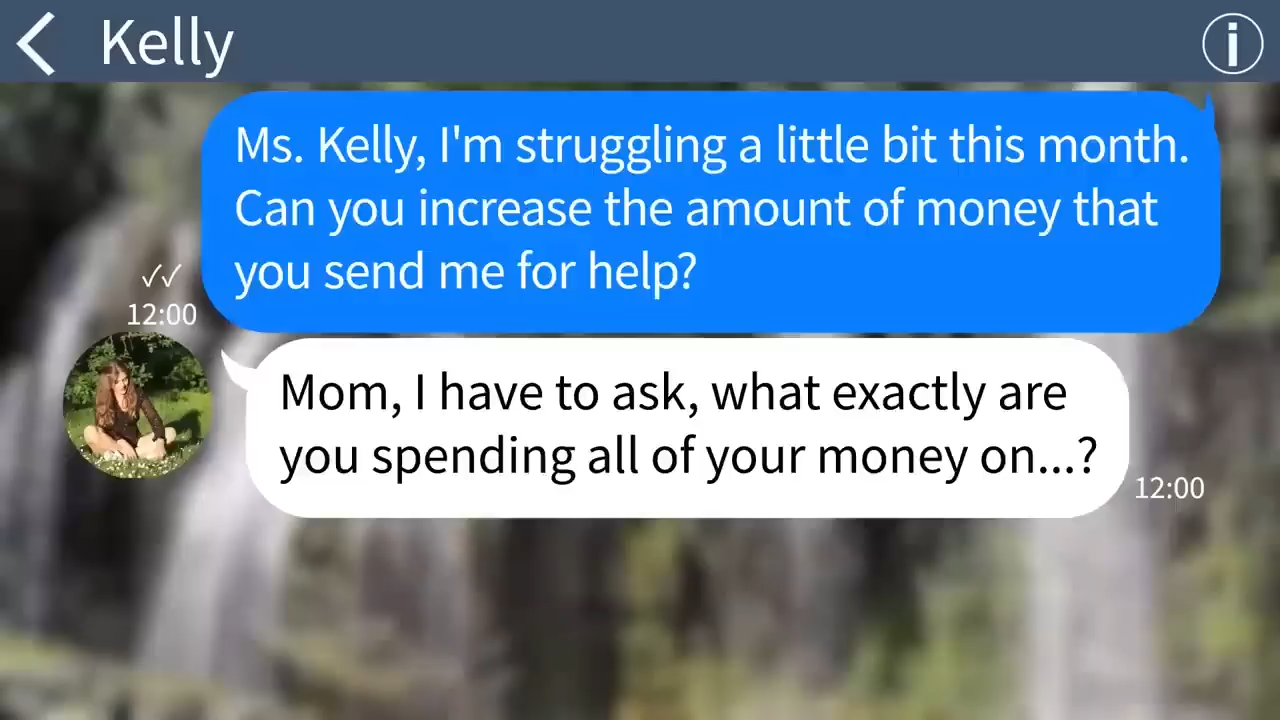 Kelly
Ms. Kelly, I'm struggling a little bit this month.
Can you increase the amount of money that
you send me for help?
12:00
Mom, I have to ask, what exactly are
you spending all of your money on...?
12:00